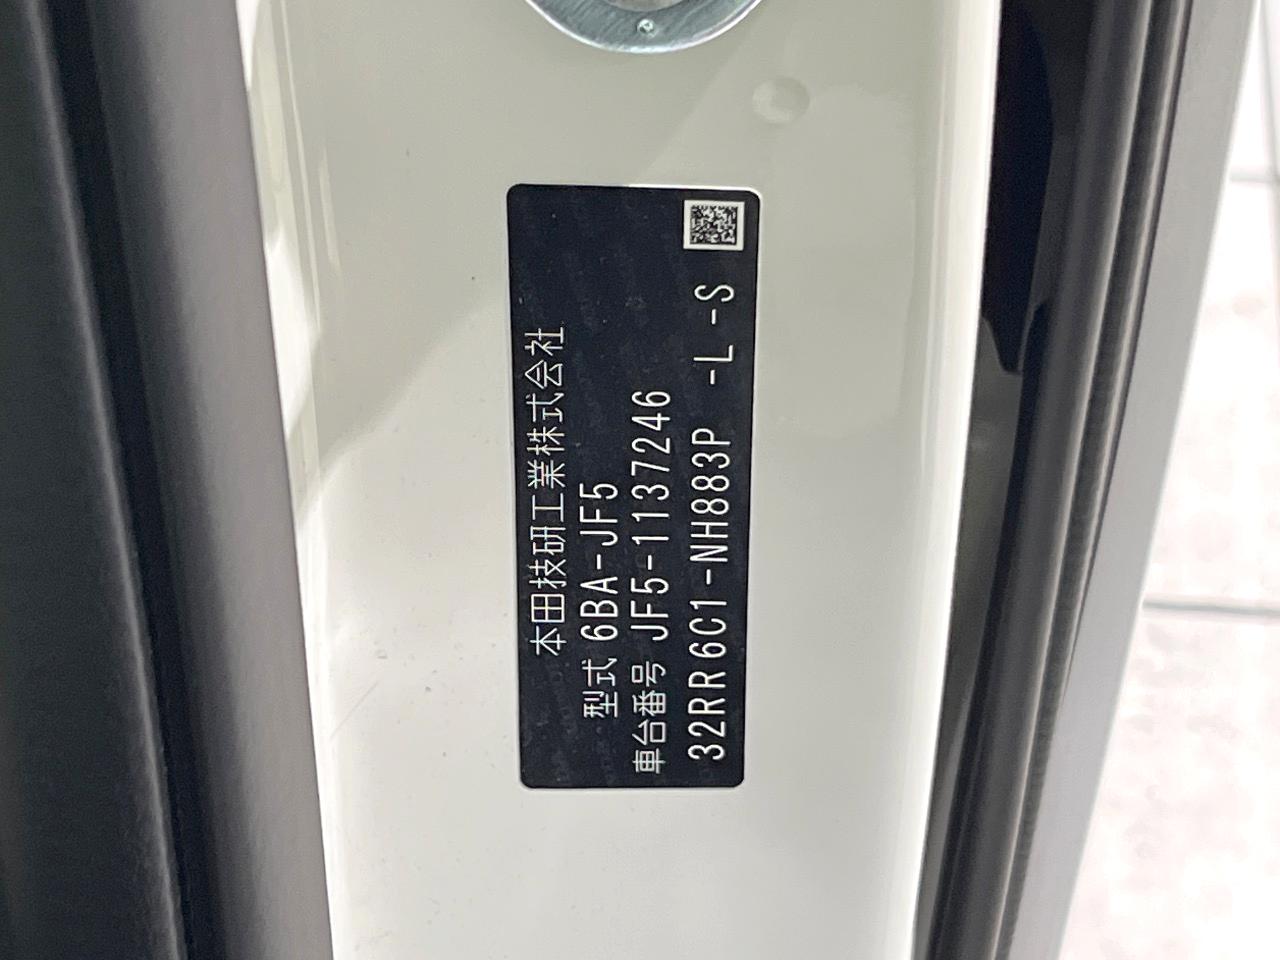 本田技研工業株式会社
型式 6BA-JF5
車台番号 JF5-1137246
32RR6C1-NH883P -L -S